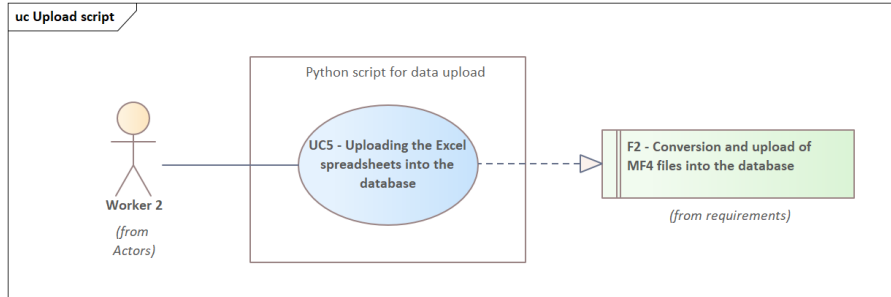 uc Upload script
Python script for data upload
UC5 - Uploading the Excel
spreadsheets into the
database
F2 - Conversion and upload of
MF4 files into the database
Worker 2
(from
Actors)
(from requirements)